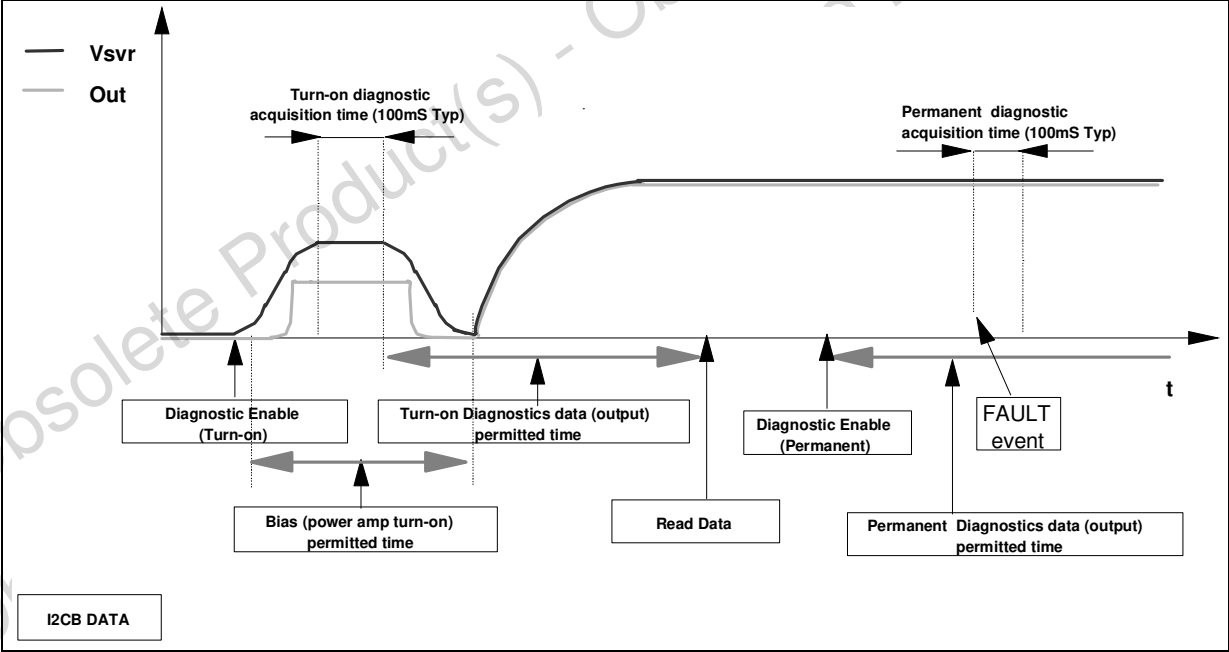 Vsvr
Out
Turn-on diagnostic
acquisition time (100mS Typ)
Permanent diagnostic
acquisition time (100mS Typ)
t
Diagnostic Enable
(Turn-on)
Turn-on Diagnostics data (output)
permitted time
Diagnostic Enable
(Permanent)
FAULT
event
Bias (power amp turn-on)
permitted time
Read Data
Permanent Diagnostics data (output)
permitted time
I2CB DATA
bsolete Product(s) - Ob